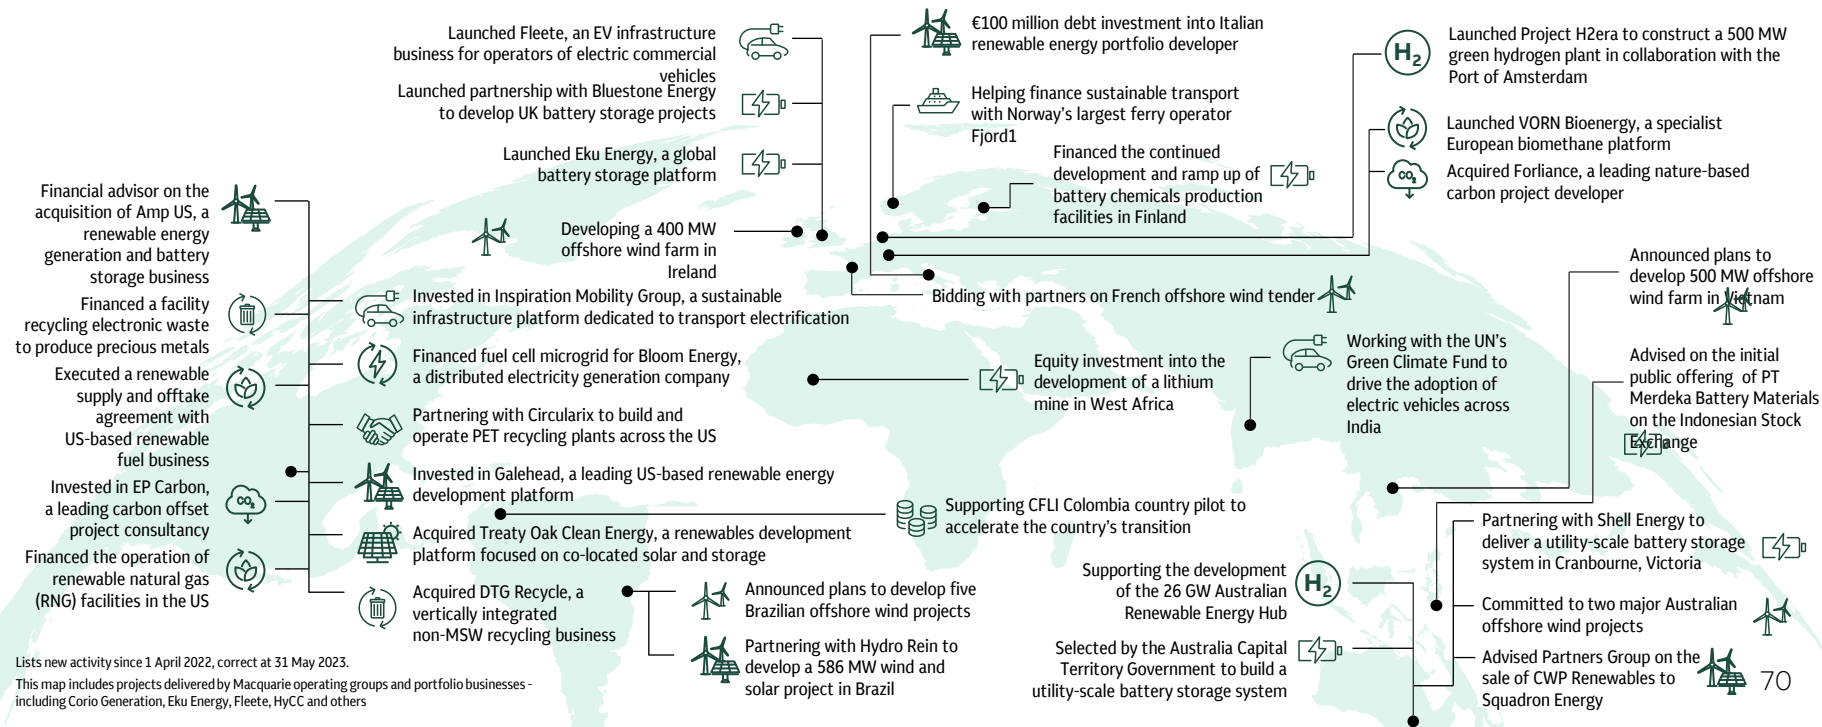 Launched Fleete, an EV infrastructure
business for operators of electric commercial
vehicles
Launched partnership with Bluestone Energy
to develop UK battery storage projects
Launched Eku Energy, a global
battery storage platform
Developing a 400 MW
offshore wind farm in
Ireland
€100 million debt investment into Italian
renewable energy portfolio developer
Helping finance sustainable transport
with Norway's largest ferry operator
Fjord1
Financed the continued
development and ramp up of
battery chemicals production
facilities in Finland
Bidding with partners on French offshore wind tender
H2
Launched Project H2era to construct a 500 MW
green hydrogen plant in collaboration with the
Port of Amsterdam
Launched VORN Bioenergy, a specialist
European biomethane platform
CO2
Acquired Forliance, a leading nature-based
carbon project developer
Financial advisor on the
acquisition of Amp US, a
renewable energy
generation and battery
storage business
Financed a facility
recycling electronic waste
to produce precious metals
Executed a renewable
supply and offtake
agreement with
US-based renewable
fuel business
Invested in EP Carbon,
a leading carbon offset
project consultancy
CO2
Financed the operation of
renewable natural gas
(RNG) facilities in the US
Invested in Inspiration Mobility Group, a sustainable
infrastructure platform dedicated to transport electrification
Financed fuel cell microgrid for Bloom Energy,
a distributed electricity generation company
Partnering with Circularix to build and
operate PET recycling plants across the US
Invested in Galehead, a leading US-based renewable energy
development platform
Acquired Treaty Oak Clean Energy, a renewables development
platform focused on co-located solar and storage
Acquired DTG Recycle, a
vertically integrated
non-MSW recycling business
Equity investment into the
development of a lithium
mine in West Africa
Supporting CFLI Colombia country pilot to
accelerate the country's transition
Announced plans to develop five
Brazilian offshore wind projects
Partnering with Hydro Rein to
develop a 586 MW wind and
solar project in Brazil
Working with the UN's
Green Climate Fund to
drive the adoption of
electric vehicles across
India
Announced plans to
develop 500 MW offshore
wind farm in Vietnam
Advised on the initial
public offering of PT
Merdeka Battery Materials
on the Indonesian Stock
Exchange
Supporting the development
of the 26 GW Australian
Renewable Energy Hub
H2
Selected by the Australia Capital
Territory Government to build a
utility-scale battery storage system
Partnering with Shell Energy to
deliver a utility-scale battery storage
system in Cranbourne, Victoria
Committed to two major Australian
offshore wind projects
Advised Partners Group on the
sale of CWP Renewables to
Squadron Energy
Lists new activity since 1 April 2022, correct at 31 May 2023.
This map includes projects delivered by Macquarie operating groups and portfolio businesses -
including Corio Generation, Eku Energy, Fleete, HyCC and others
70